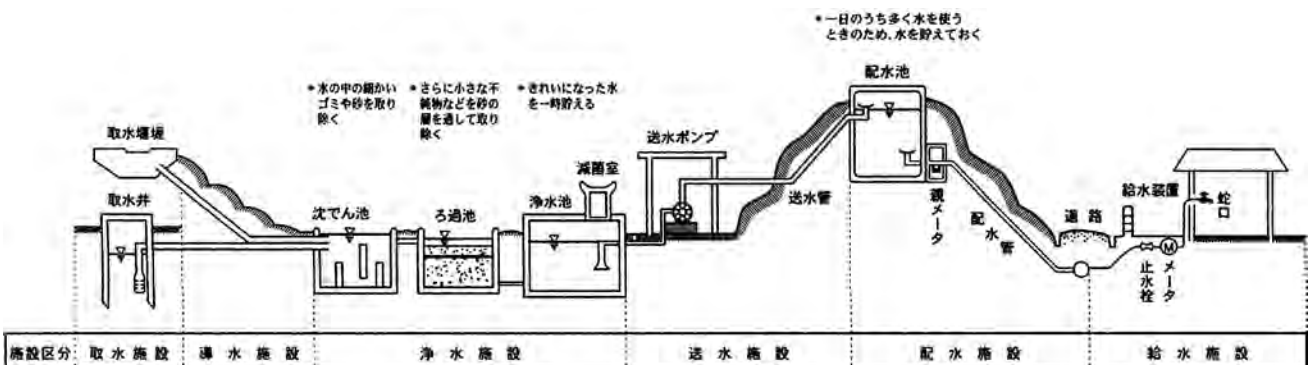 *一日のうち多く水を使う
ときのため、水を貯えておく
配水池
*水の中の細かい
ゴミや砂を取り
除く
*さらに小さな不
純物などを砂の
層を通して取り
除く
*きれいになった水
を一時貯える
取水堰堤
取水井
沈でん池
ろ過池
浄水池
減菌室
送水ポンプ
送水管
親メータ
配水管
道路
給水装置
蛇口
止水栓
M
メータ
施設区分 取水施設 導水施設 浄水施設 送水施設 配水施設 給水施設